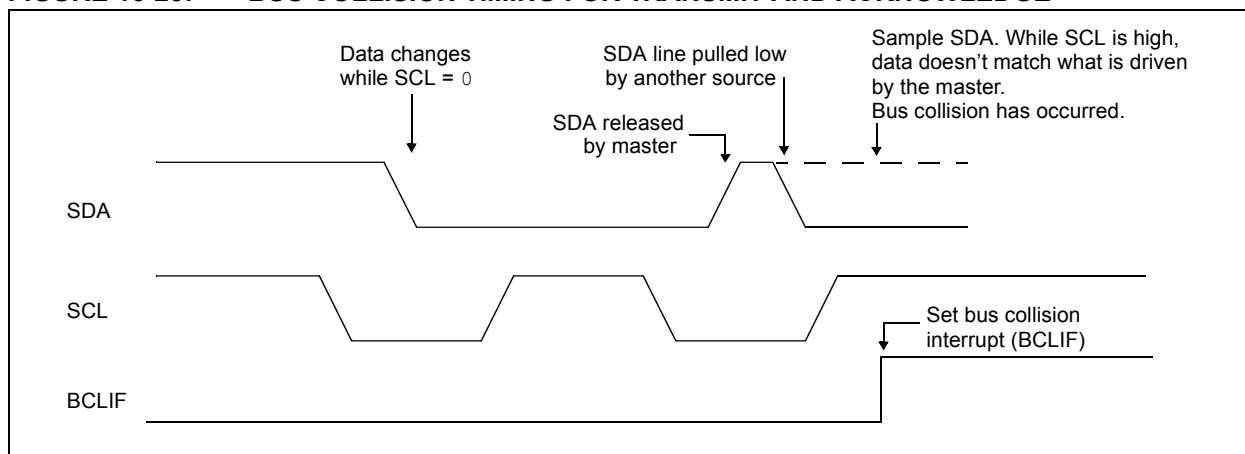 Data changes
while SCL = 0
SDA line pulled low
by another source
SDA released
by master
Sample SDA. While SCL is high,
data doesn't match what is driven
by the master.
Bus collision has occurred.
SDA
SCL
Set bus collision
interrupt (BCLIF)
BCLIF